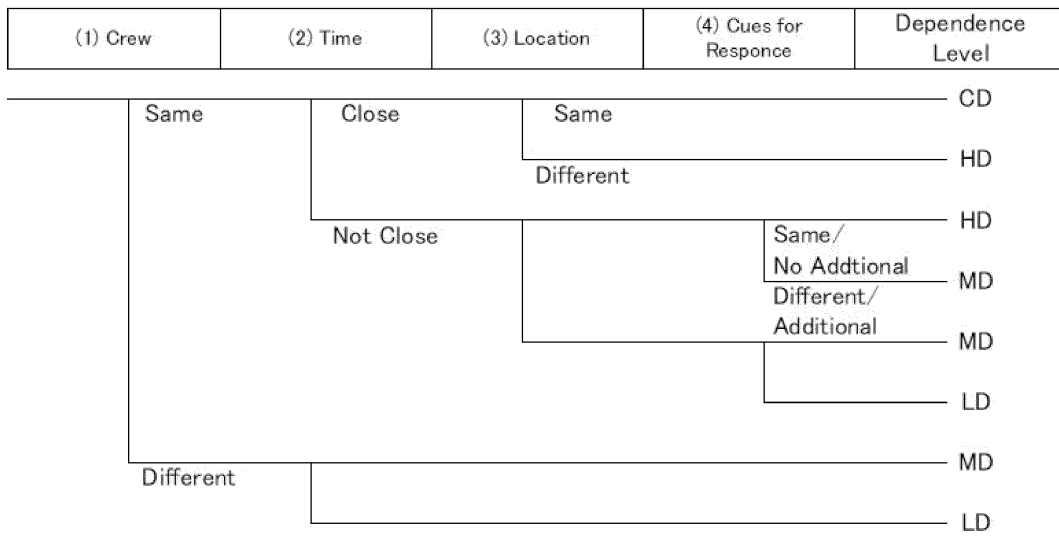 (1) Crew
(2) Time
(3) Location
(4) Cues for
Responce
Dependence
Level
Same
Close
Same
CD
Different
HD
Not Close
Same/
No Addtional
HD
Different/
Additional
MD
MD
LD
Different
MD
LD